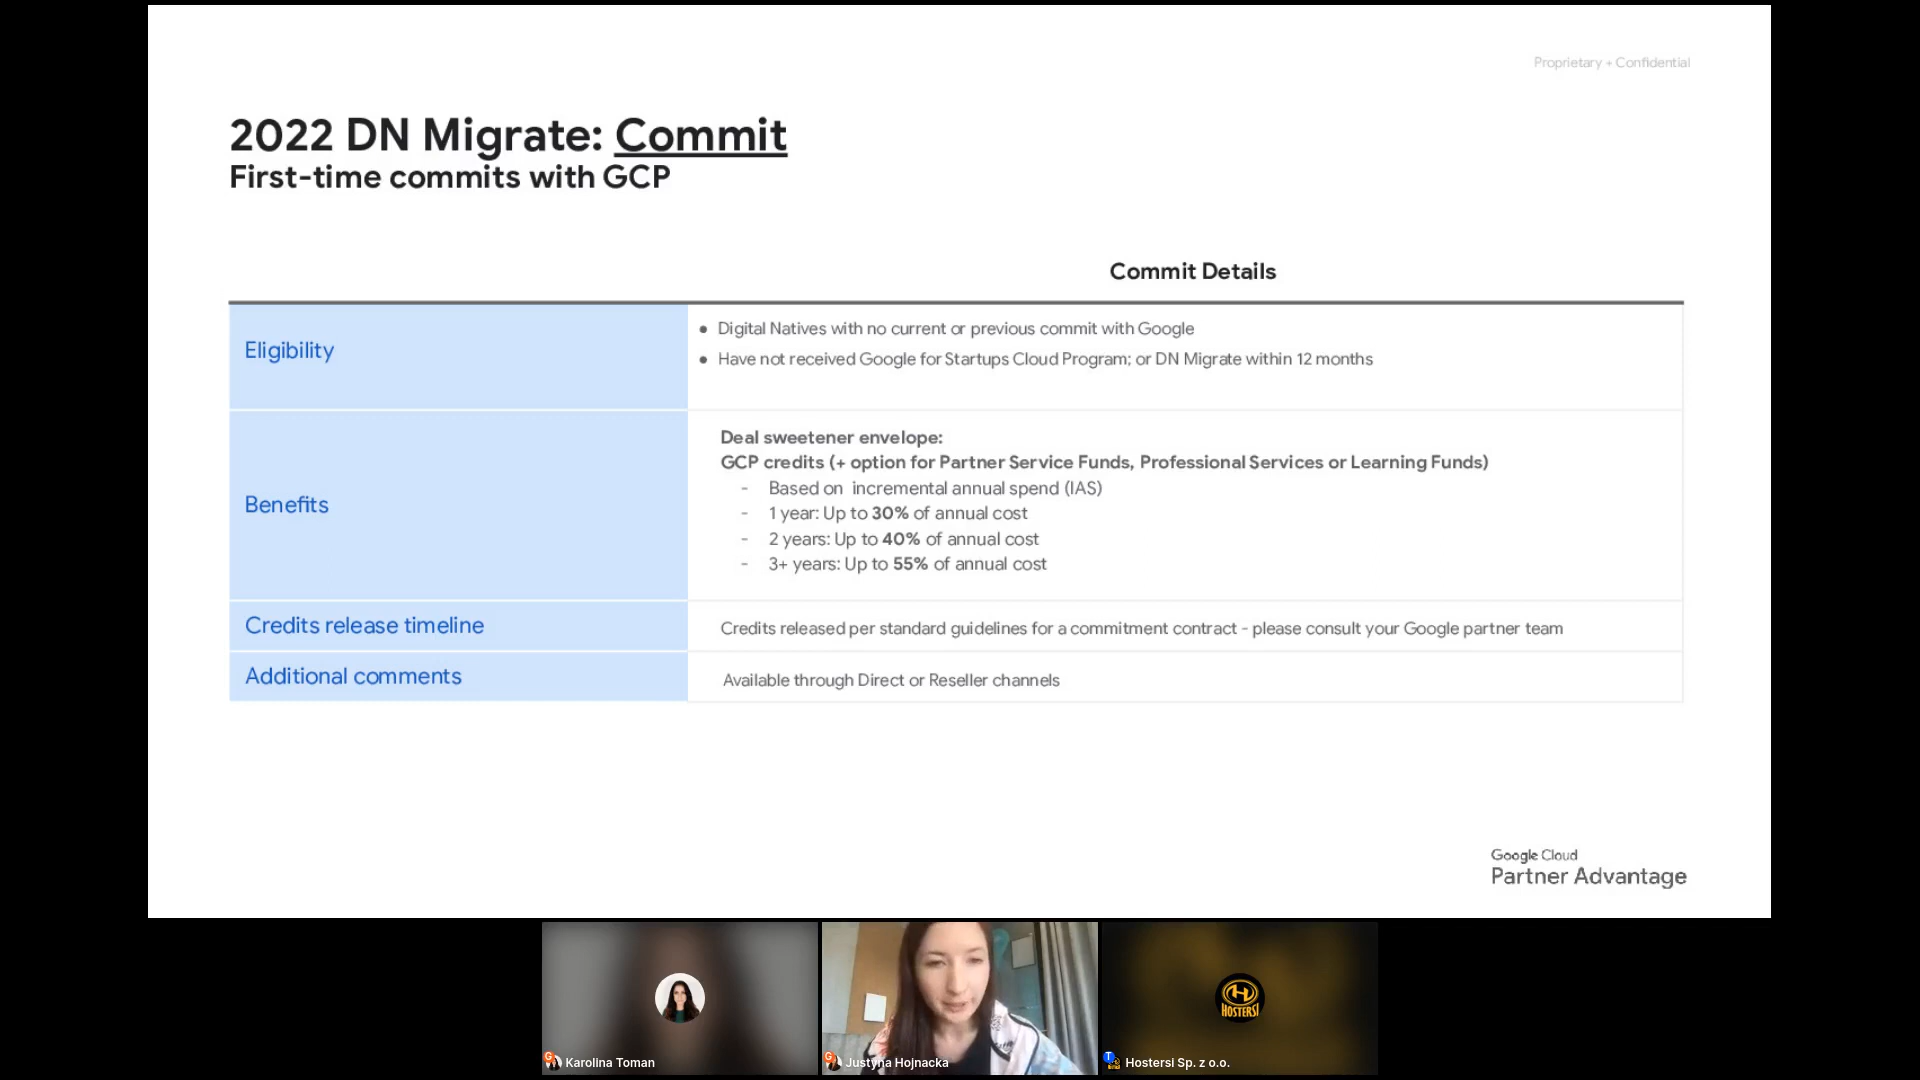 Proprietary + Confidential
2022 DN Migrate: Commit
First-time commits with GCP
Commit Details
Eligibility
● Digital Natives with no current or previous commit with Google
● Have not received Google for Startups Cloud Program; or DN Migrate within 12 months
Benefits
Deal sweetener envelope:
GCP credits (+ option for Partner Service Funds, Professional Services or Learning Funds)
- Based on incremental annual spend (IAS)
- 1 year: Up to 30% of annual cost
- 2 years: Up to 40% of annual cost
- 3+ years: Up to 55% of annual cost
Credits release timeline
Credits released per standard guidelines for a commitment contract - please consult your Google partner team
Additional comments
Available through Direct or Reseller channels
Google Cloud
Partner Advantage
HOSTERSI
G Karolina Toman
G Justyna Hojnacka
T Hostersi Sp. z o.o.